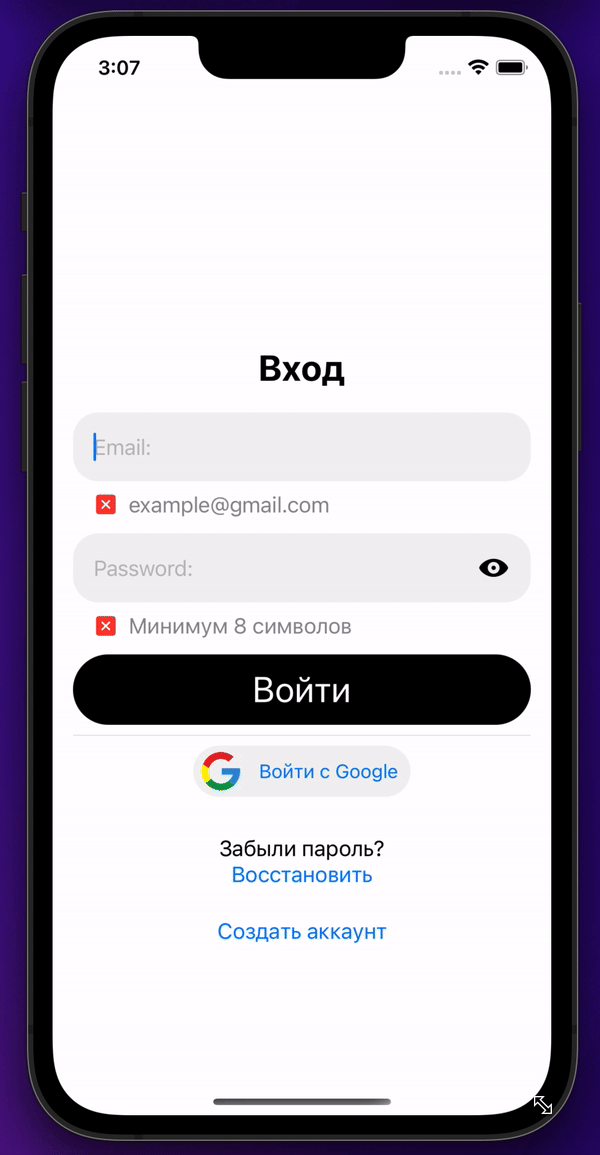 3:07
Вход
Email:
example@gmail.com
Password:
Минимум 8 символов
Войти
Войти с Google
Забыли пароль?
Восстановить
Создать аккаунт